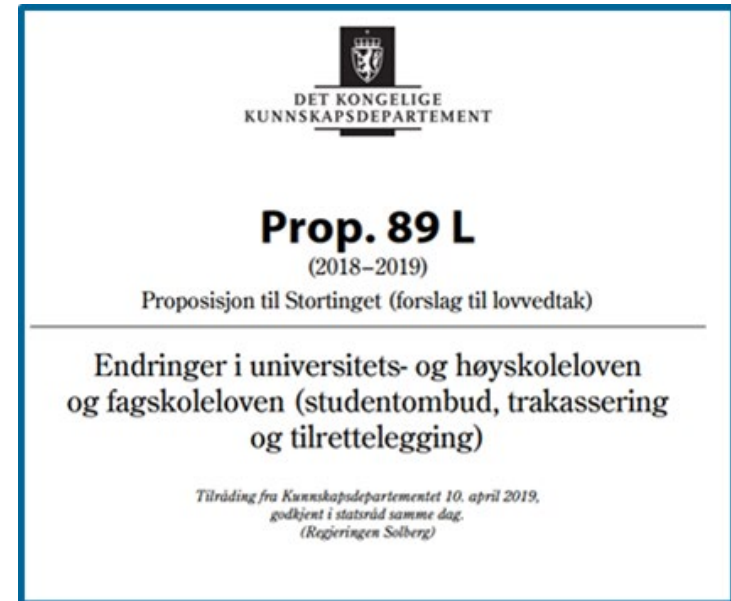 DET KONGELIGE
KUNNSKAPSDEPARTEMENT
Prop. 89 L
(2018–2019)
Proposisjon til Stortinget (forslag til lovvedtak)
Endringer i universitets- og høyskoleloven
og fagskoleloven (studentombud, trakassering
og tilrettelegging)
Tilråding fra Kunnskapsdepartementet 10. april 2019,
godkjent i statsråd samme dag.
(Regjeringen Solberg)